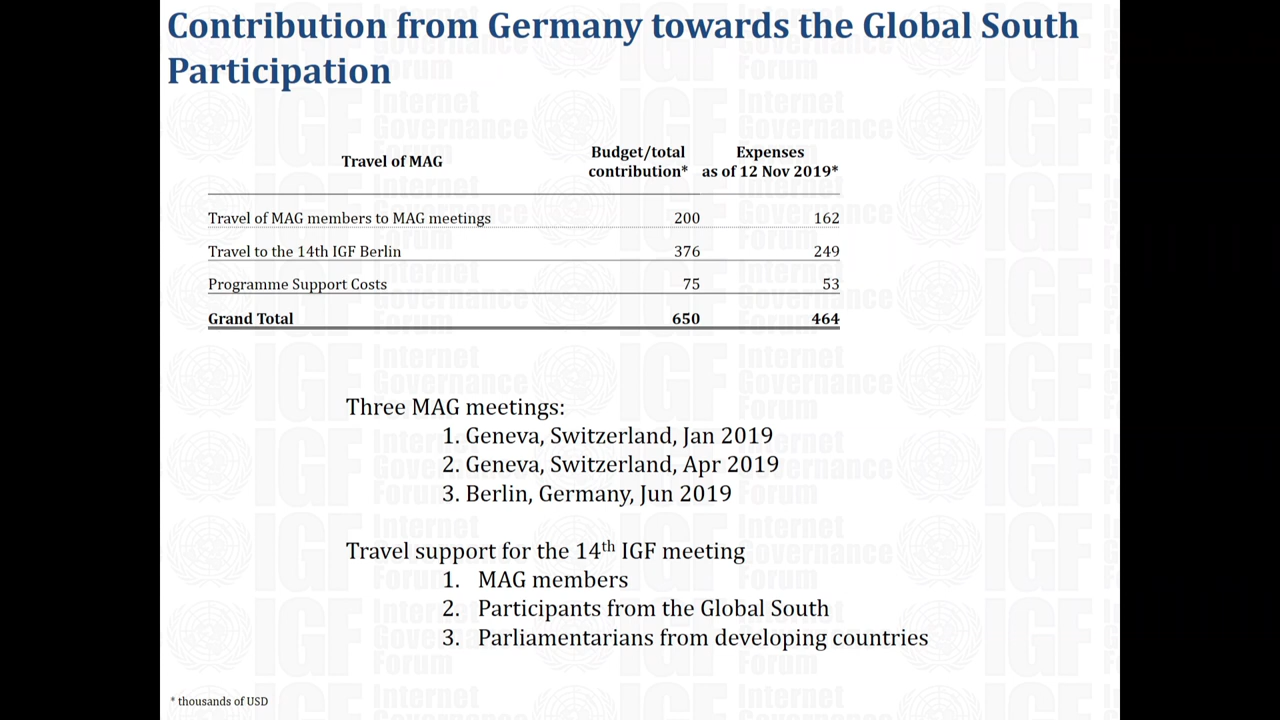 Contribution from Germany towards the Global South
Participation
Travel of MAG
Budget/total
contribution*
Expenses
as of 12 Nov 2019*
Travel of MAG members to MAG meetings 200 162
Travel to the 14th IGF Berlin 376 249
Programme Support Costs 75 53
Grand Total 650 464
Three MAG meetings:
1. Geneva, Switzerland, Jan 2019
2. Geneva, Switzerland, Apr 2019
3. Berlin, Germany, Jun 2019
Travel support for the 14th IGF meeting
1. MAG members
2. Participants from the Global South
3. Parliamentarians from developing countries
* thousands of USD
IGF Internet
Governance
Forum